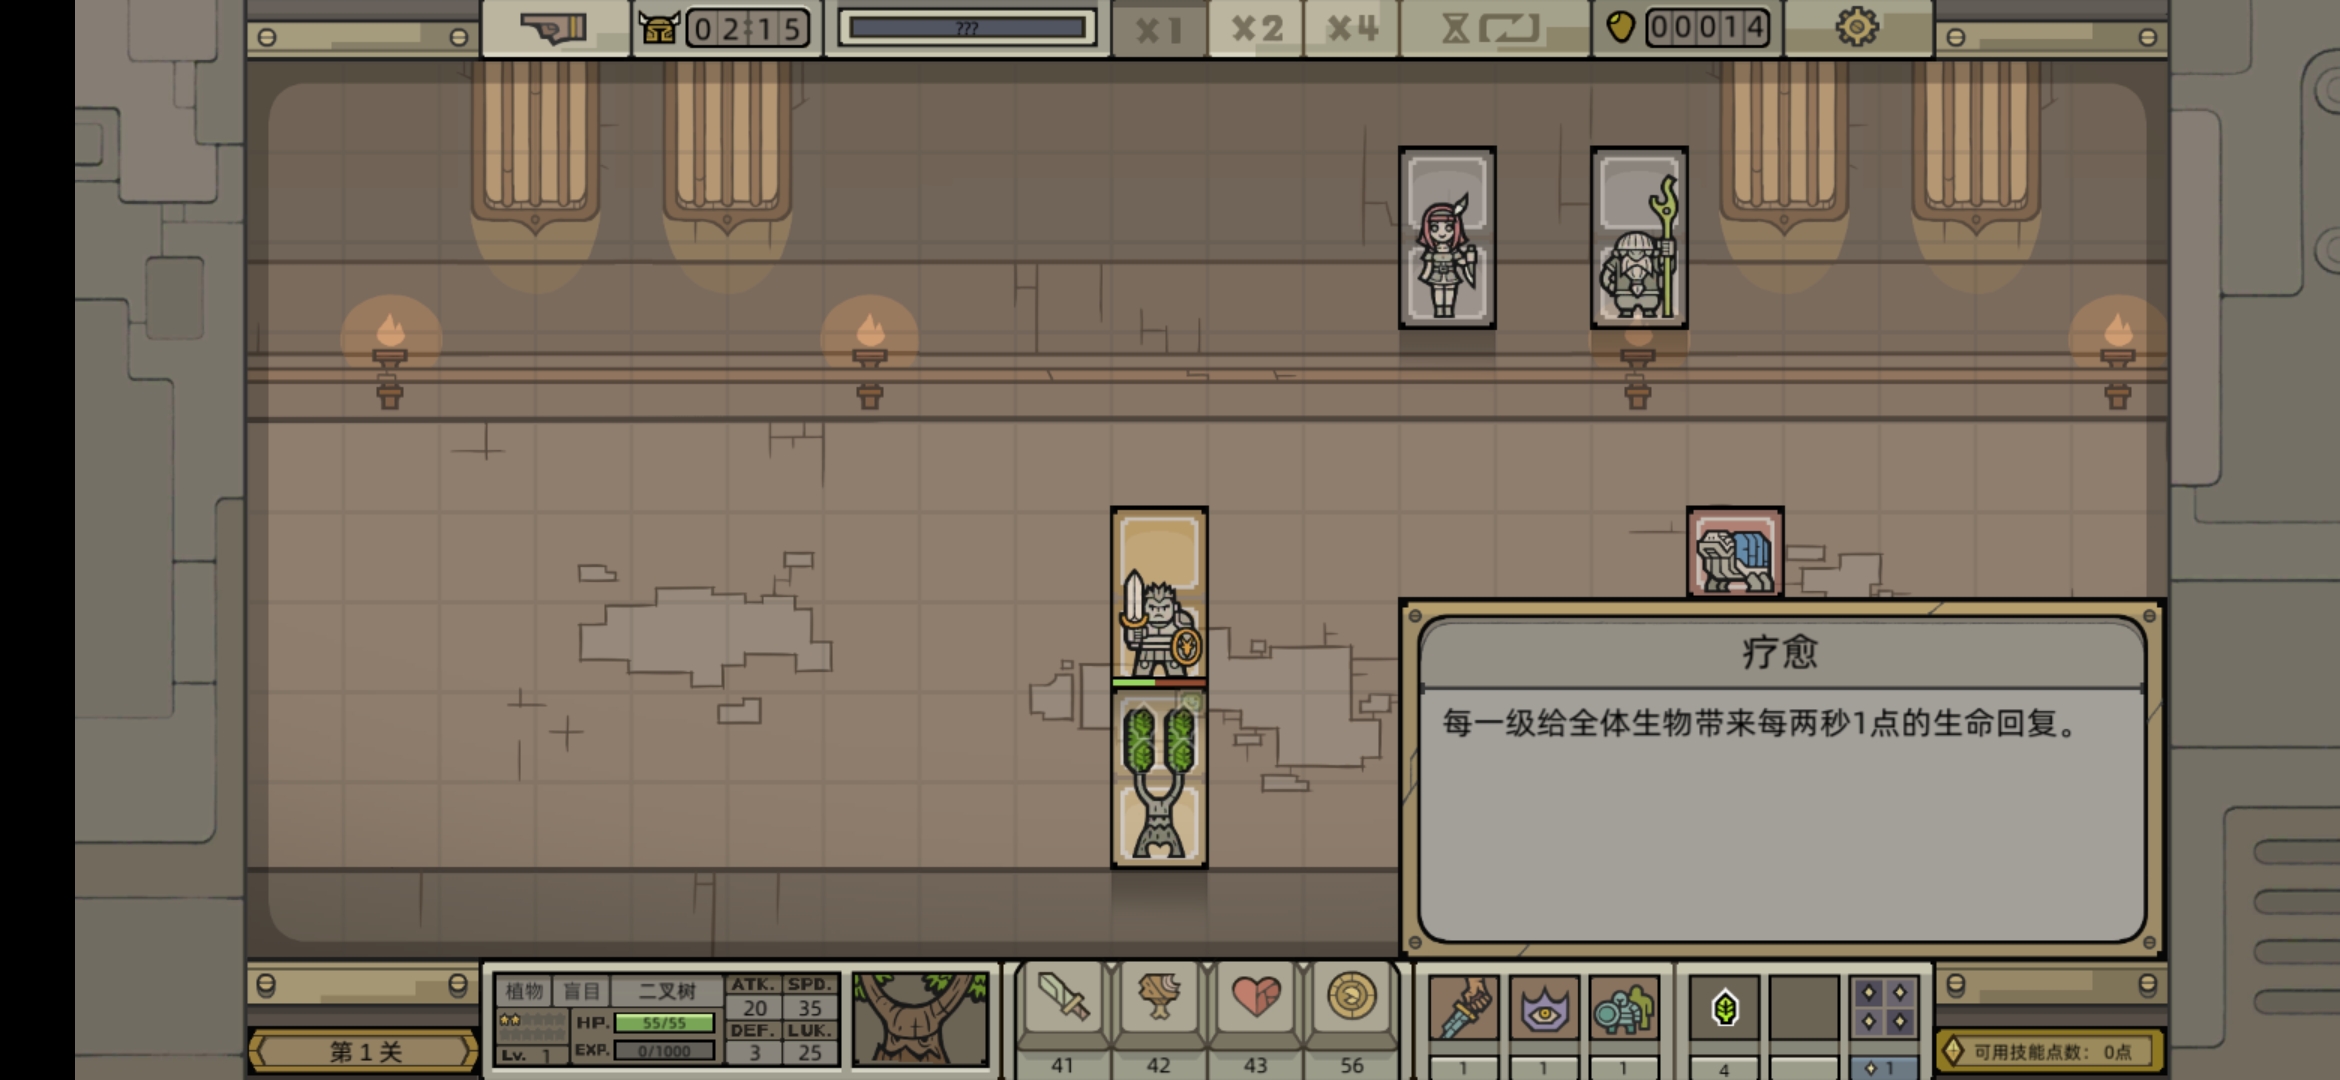 02:15
???
×1
×2
×4
00014
疗愈
每一级给全体生物带来每两秒1点的生命回复。
第1关
植物
盲目
二叉树
Lv. 1
HP. 55/55
EXP. 0/1000
ATK. 20
SPD. 35
DEF. 3
LUK. 25
41
42
43
56
1
1
1
4
1
可用技能点数：0点